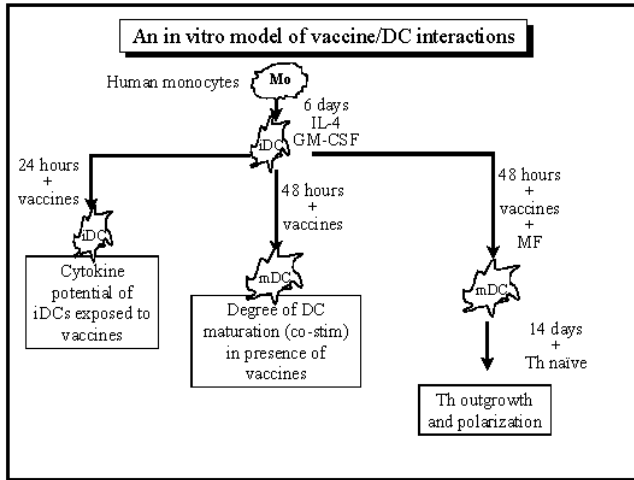 An in vitro model of vaccine/DC interactions
Human monocytes
Mo
6 days
IL-4
GM-CSF
iDC
24 hours
+
vaccines
48 hours
+
vaccines
48 hours
+
vaccines
+
MF
iDC
mDC
mDC
Cytokine
potential of
iDCs exposed to
vaccines
Degree of DC
maturation (co-stim)
in presence of
vaccines
14 days
+
Th naïve
Th outgrowth
and polarization